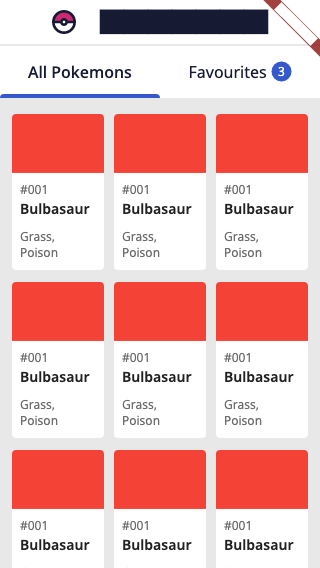 All Pokemons
Favourites 3
#001 #001 #001
Bulbasaur Bulbasaur Bulbasaur
Grass, Grass, Grass,
Poison Poison Poison
#001 #001 #001
Bulbasaur Bulbasaur Bulbasaur
Grass, Grass, Grass,
Poison Poison Poison
#001 #001 #001
Bulbasaur Bulbasaur Bulbasaur